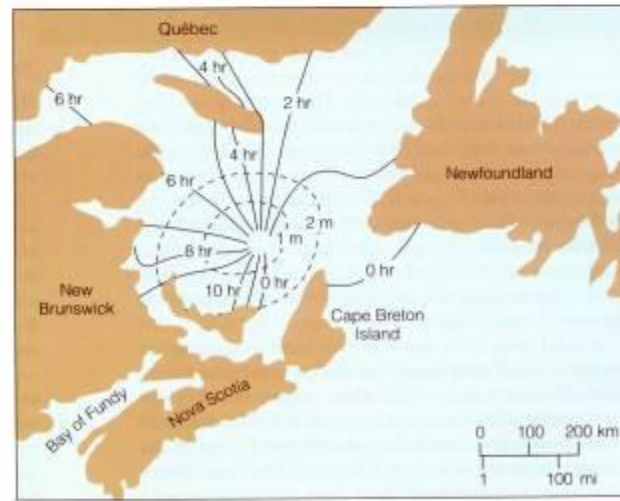 Québec
4 hr
2 hr
6 hr
4 hr
6 hr
Newfoundland
2 m
1 m
8 hr
0 hr
0 hr
10 hr
New
Brunswick
Cape Breton
Island
Nova Scotia
Bay of Fundy
0 100 200 km
1 100 mi